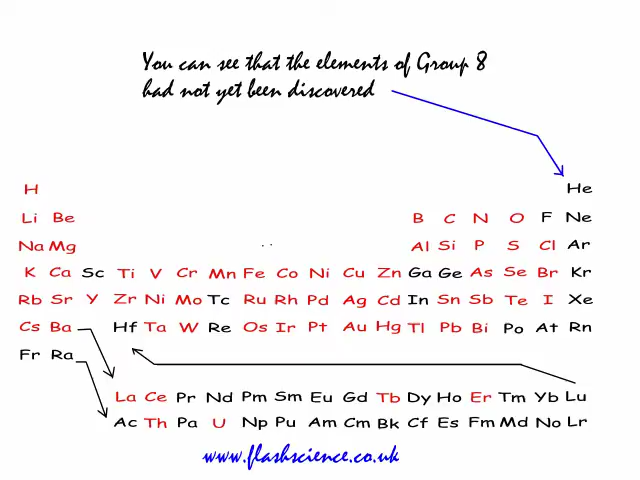 You can see that the elements of Group 8
had not yet been discovered
H He
Li Be B C N O F Ne
Na Mg Al Si P S Cl Ar
K Ca Sc Ti V Cr Mn Fe Co Ni Cu Zn Ga Ge As Se Br Kr
Rb Sr Y Zr Ni Mo Tc Ru Rh Pd Ag Cd In Sn Sb Te I Xe
Cs Ba Hf Ta W Re Os Ir Pt Au Hg Tl Pb Bi Po At Rn
Fr Ra
La Ce Pr Nd Pm Sm Eu Gd Tb Dy Ho Er Tm Yb Lu
Ac Th Pa U Np Pu Am Cm Bk Cf Es Fm Md No Lr
www.flashscience.co.uk